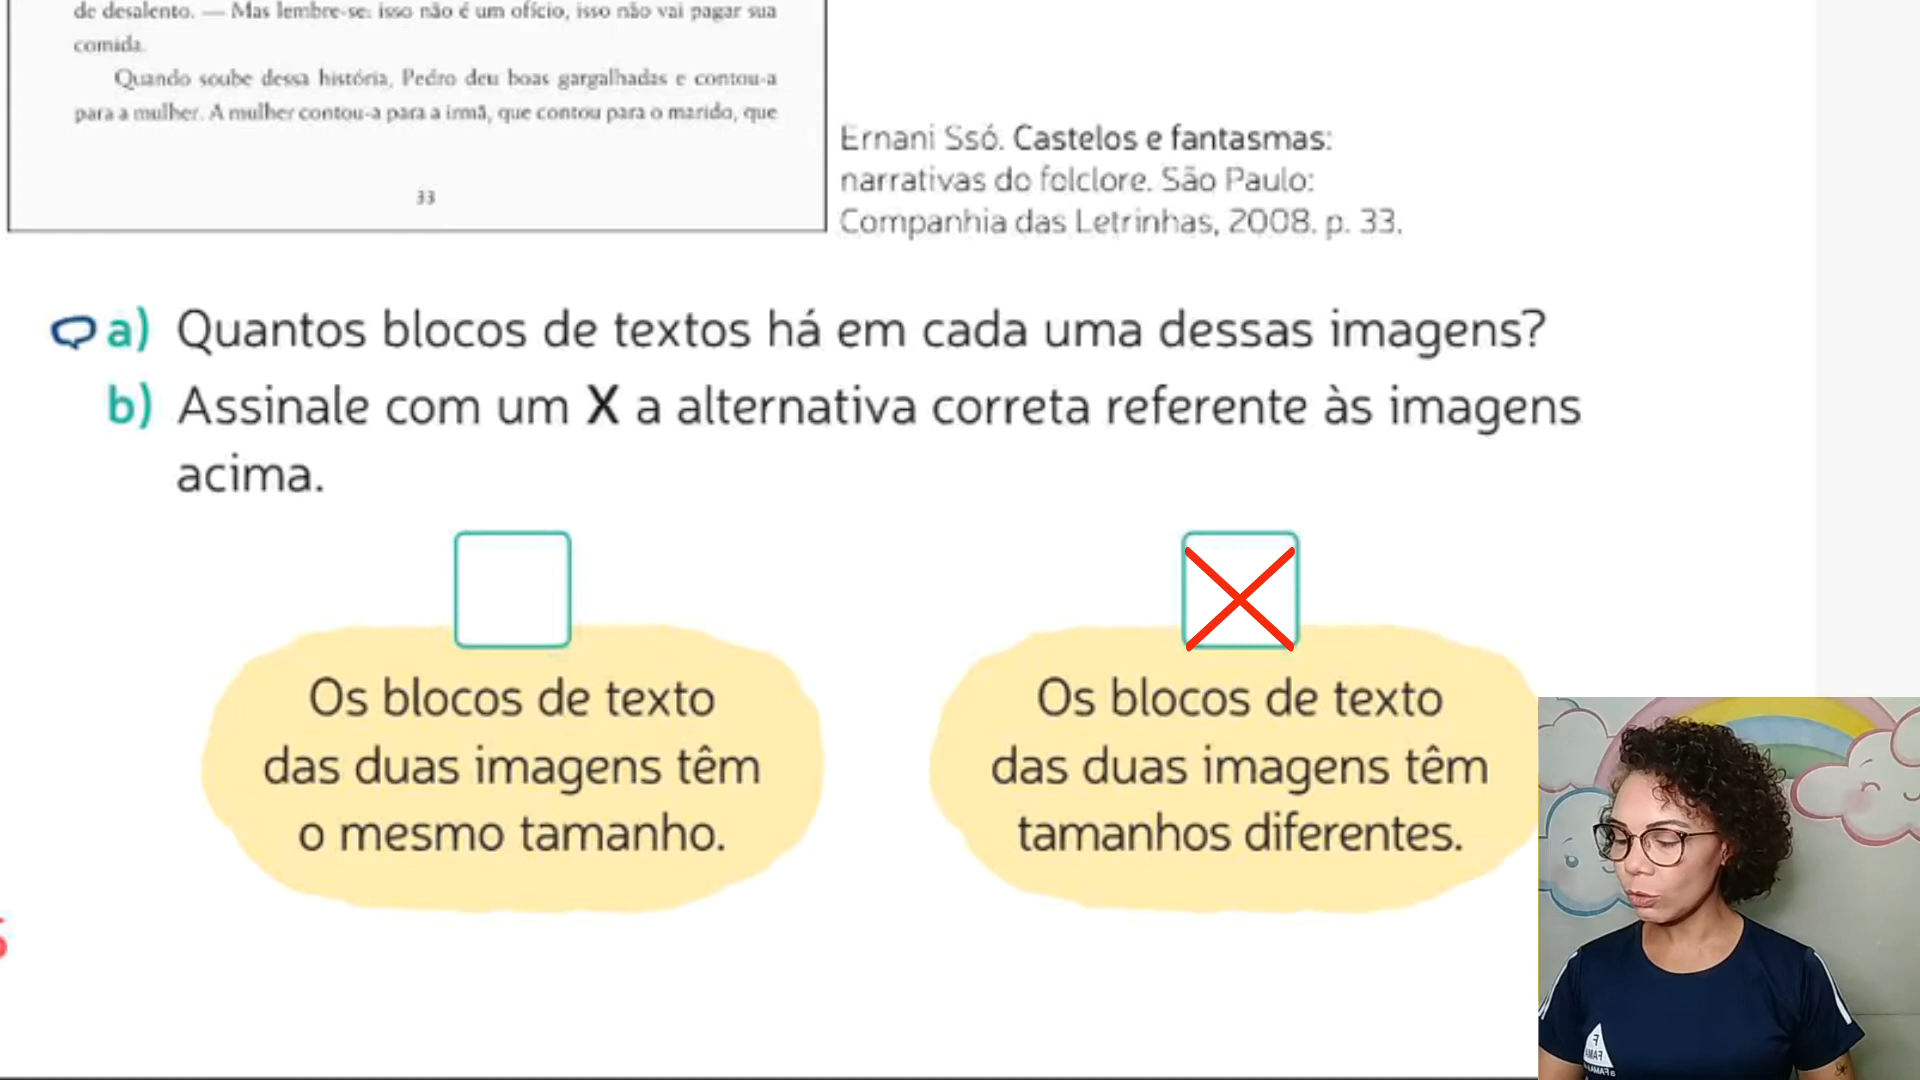 de desalento. — Mas lembre-se: isso não é um ofício, isso não vai pagar sua
comida.
Quando soube dessa história, Pedro deu boas gargalhadas e contou-a
para a mulher. A mulher contou-a para a irmã, que contou para o marido, que
33
Ernani Ssó. Castelos e fantasmas:
narrativas do folclore. São Paulo:
Companhia das Letrinhas, 2008. p. 33.
a) Quantos blocos de textos há em cada uma dessas imagens?
b) Assinale com um X a alternativa correta referente às imagens
acima.
X
Os blocos de texto
das duas imagens têm
o mesmo tamanho.
Os blocos de texto
das duas imagens têm
tamanhos diferentes.